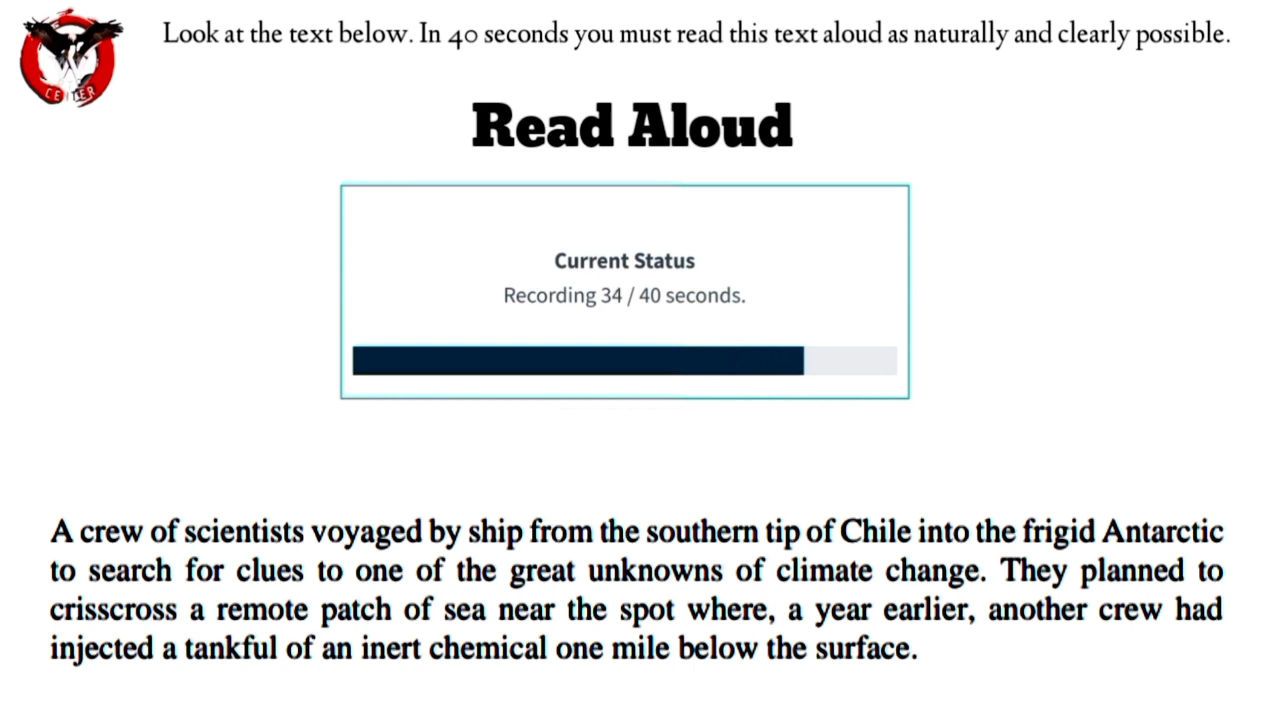 Look at the text below. In 40 seconds you must read this text aloud as naturally and clearly possible.
CENTER
Read Aloud
Current Status
Recording 34 / 40 seconds.
A crew of scientists voyaged by ship from the southern tip of Chile into the frigid Antarctic
to search for clues to one of the great unknowns of climate change. They planned to
crisscross a remote patch of sea near the spot where, a year earlier, another crew had
injected a tankful of an inert chemical one mile below the surface.